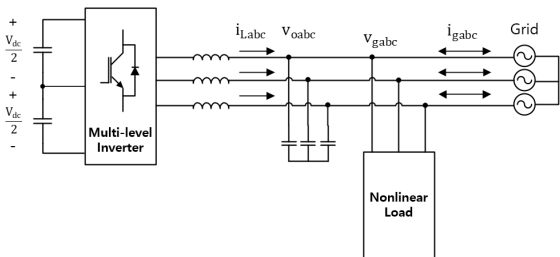 +
V_dc
2
-
+
V_dc
2
-
Multi-level
Inverter
i_Labc
v_oabc
v_gabc
i_gabc
Grid
Nonlinear
Load